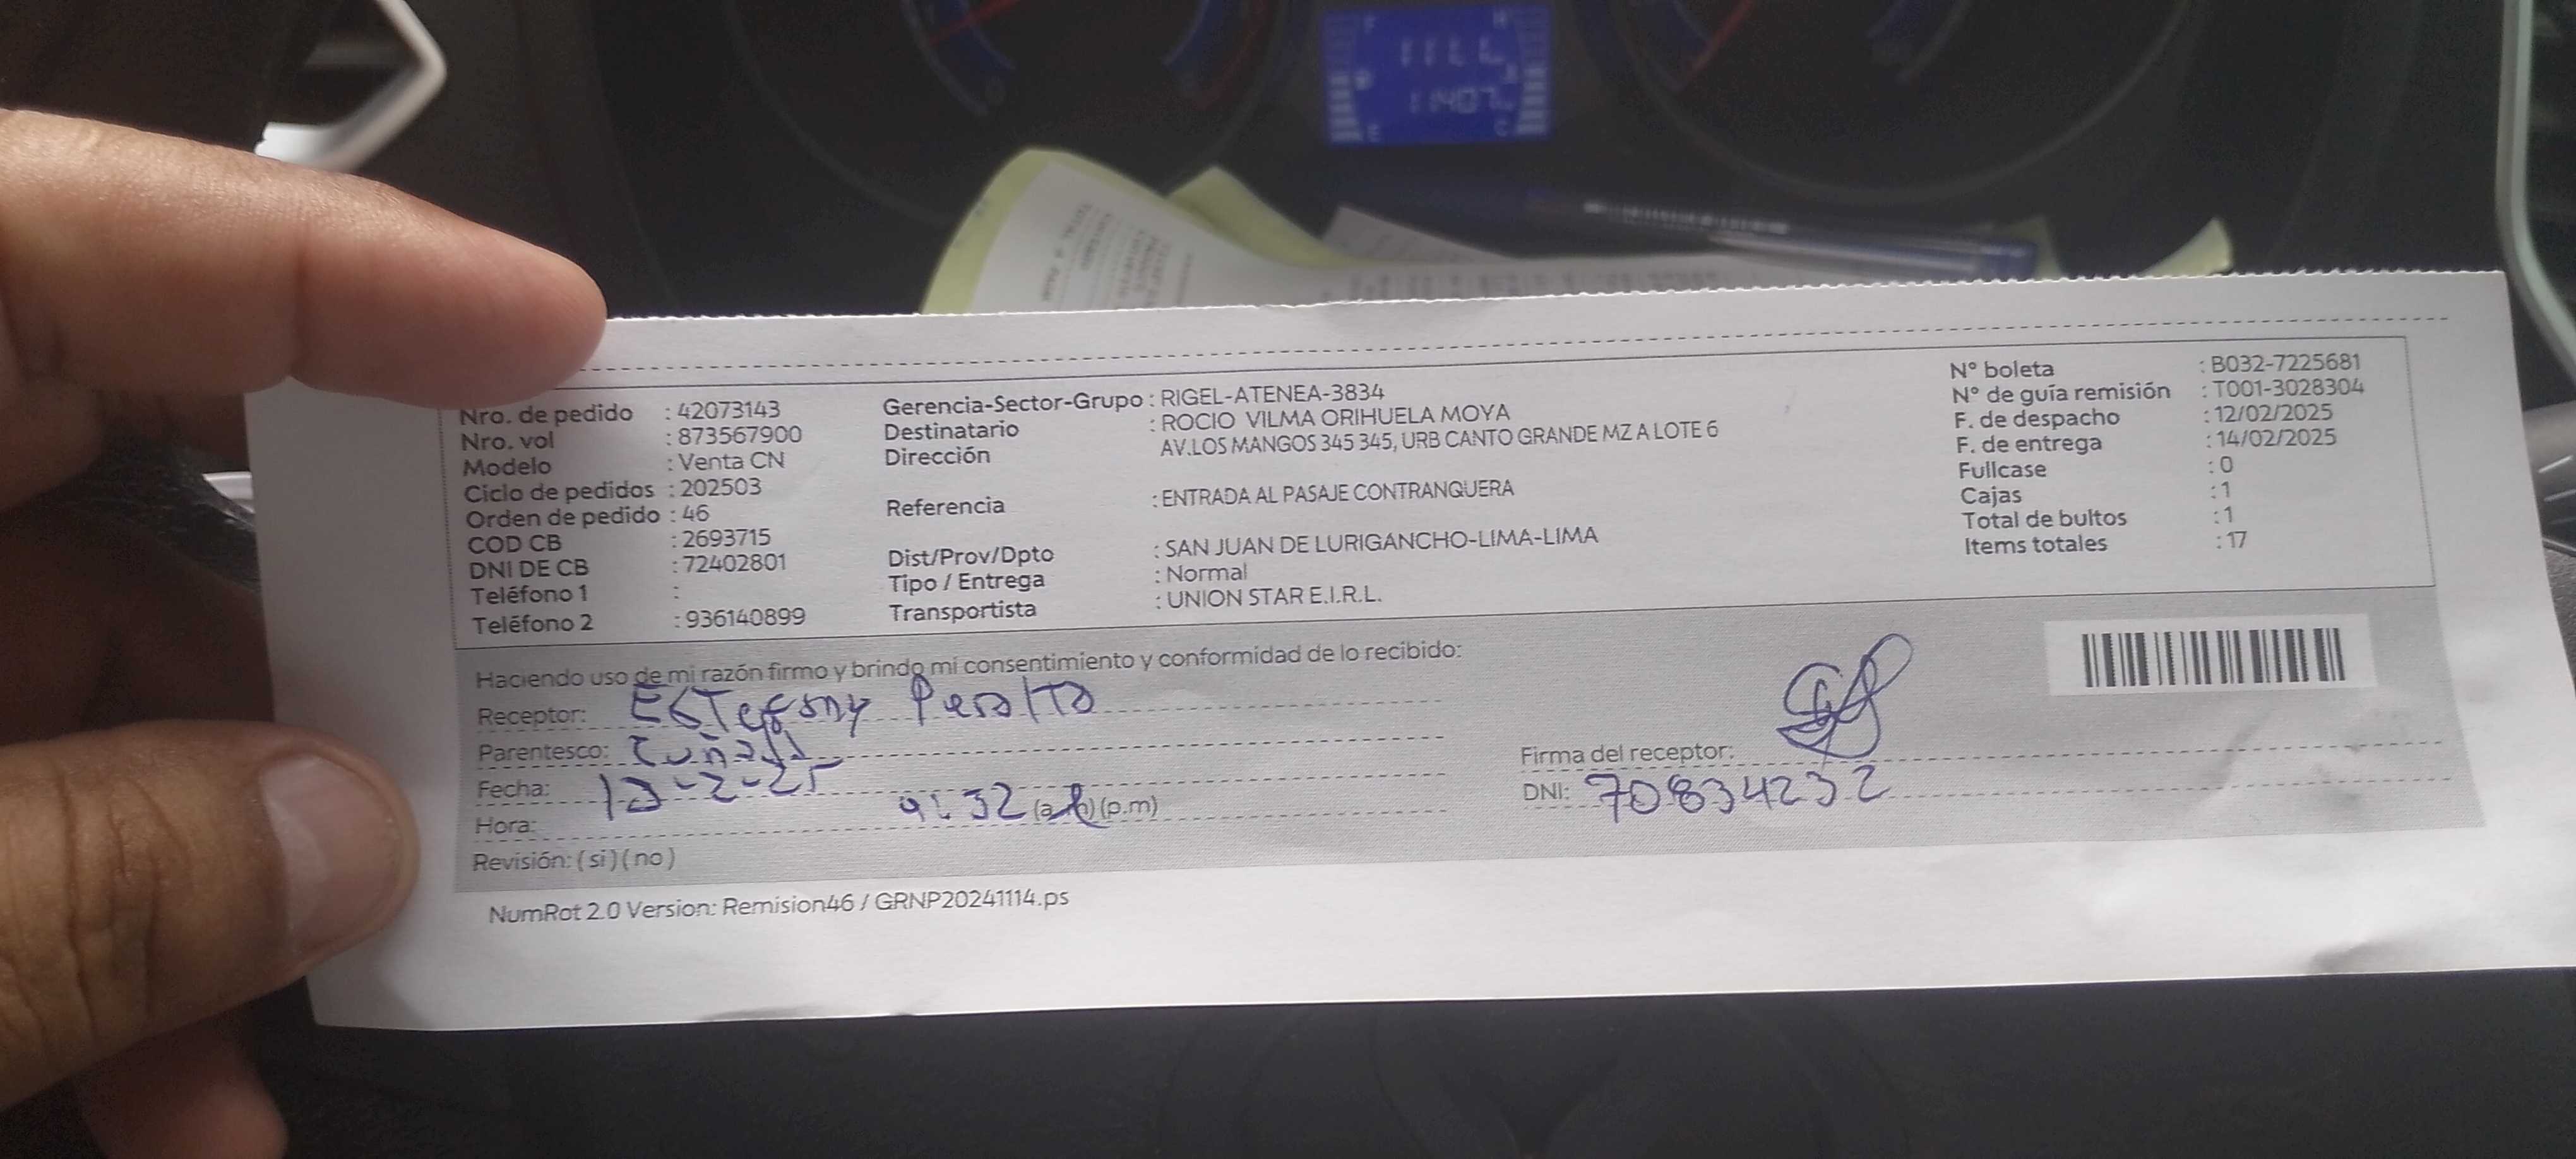 Nro. de pedido : 42073143
Nro. vol : 873567900
Modelo : Venta CN
Ciclo de pedidos : 202503
Orden de pedido : 46
COD CB : 2693715
DNI DE CB : 72402801
Teléfono 1 :
Teléfono 2 : 936140899
Gerencia-Sector-Grupo : RIGEL-ATENEA-3834
Destinatario : ROCIO VILMA ORIHUELA MOYA
Dirección AV.LOS MANGOS 345 345, URB CANTO GRANDE MZ A LOTE 6
Referencia : ENTRADA AL PASAJE CONTRANQUERA
Dist/Prov/Dpto : SAN JUAN DE LURIGANCHO-LIMA-LIMA
Tipo / Entrega : Normal
Transportista : UNION STAR E.I.R.L.
N° boleta : B032-7225681
N° de guía remisión : T001-3028304
F. de despacho : 12/02/2025
F. de entrega : 14/02/2025
Fullcase : 0
Cajas : 1
Total de bultos : 1
Items totales : 17
Haciendo uso de mi razón firmo y brindo mi consentimiento y conformidad de lo recibido:
Receptor: ESTefany Peralta
Parentesco: Cuñada
Fecha: -2-25
Hora: 9:32 (p.m)
Revisión: (si) (no)
Firma del receptor:
DNI: 70834232
NumRot 2.0 Version: Remision46 / GRNP20241114.ps